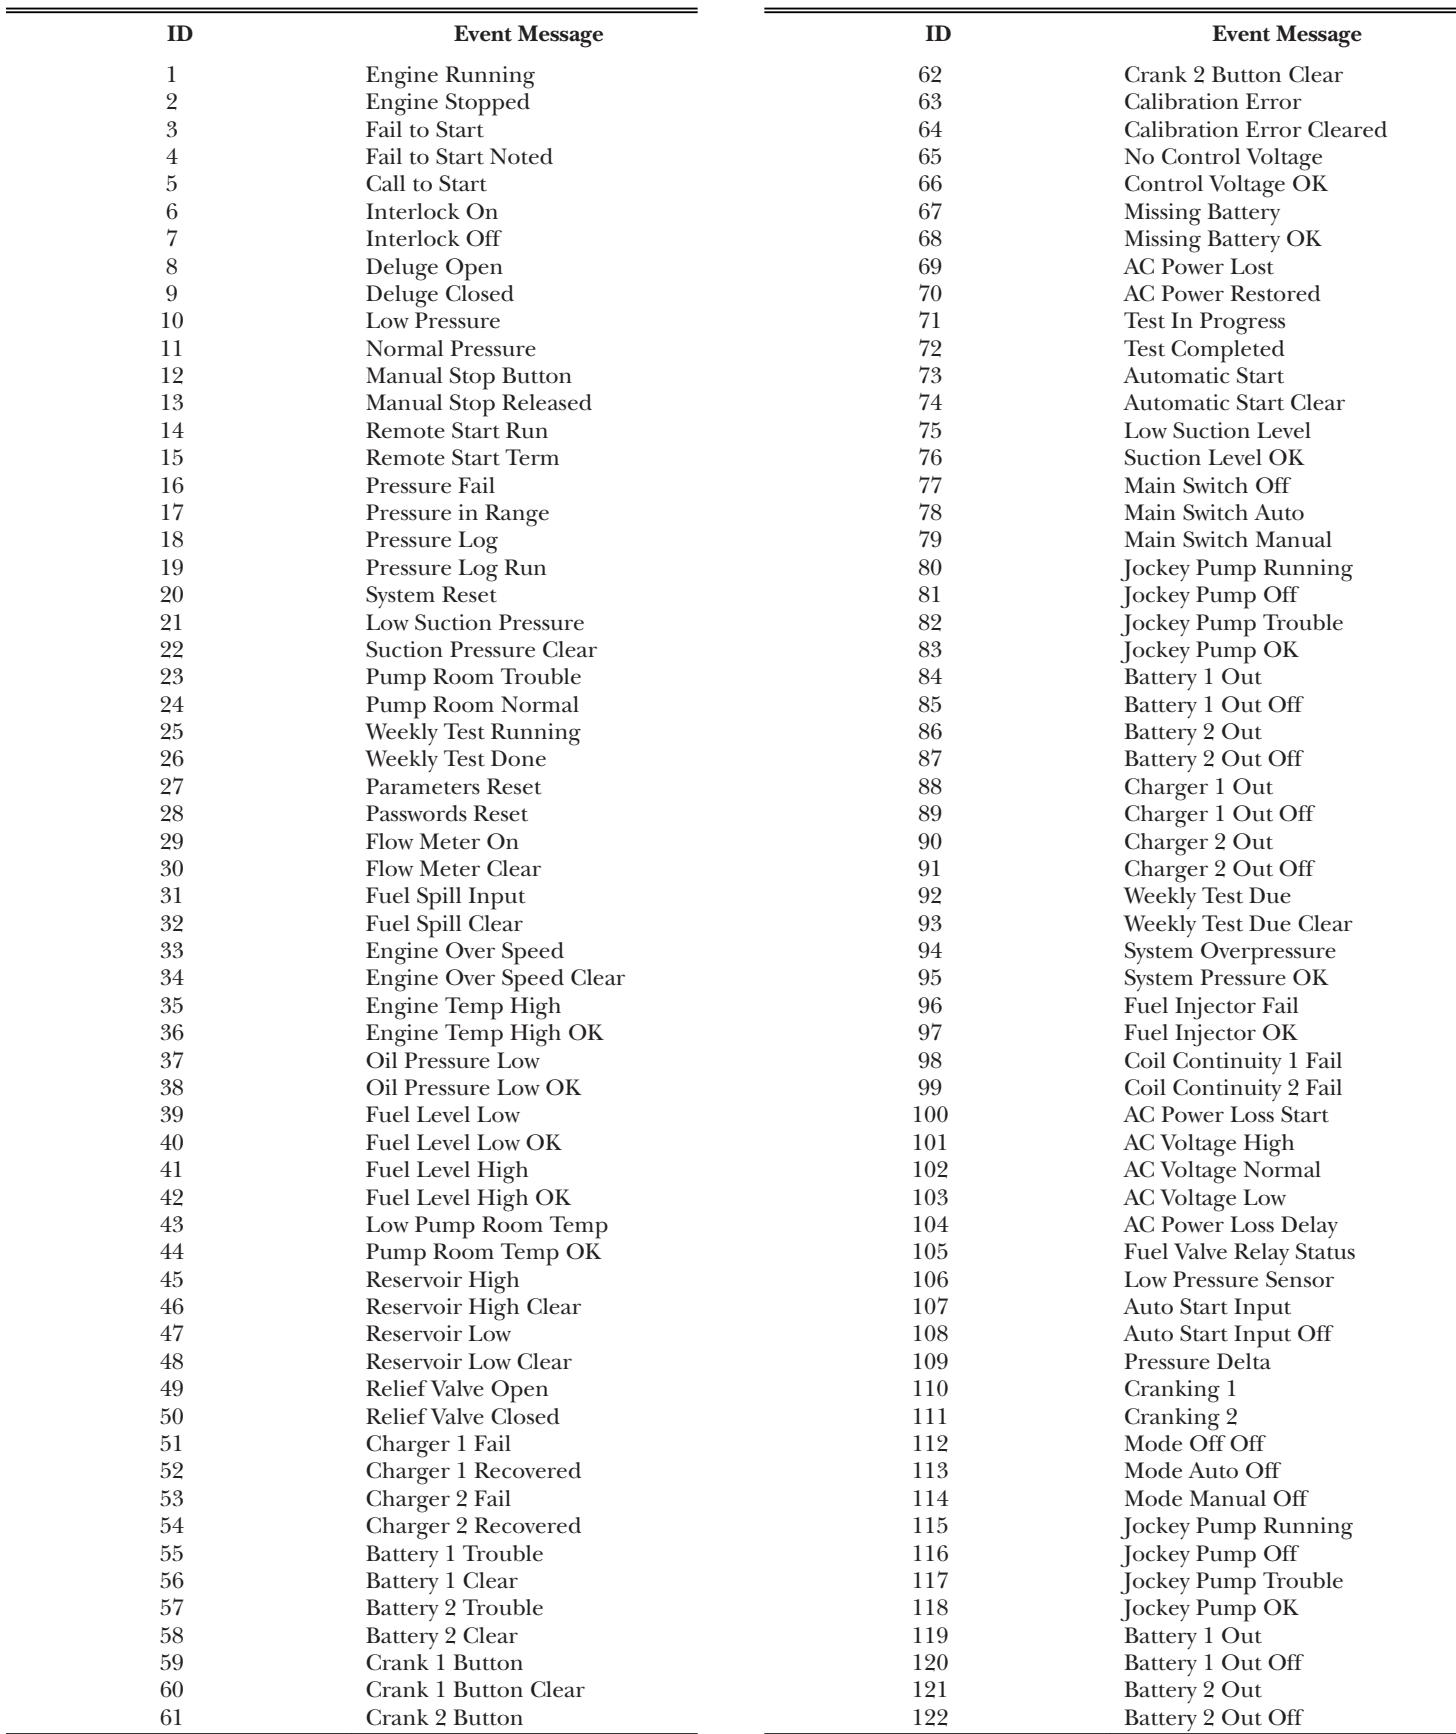 ID Event Message
1 Engine Running
2 Engine Stopped
3 Fail to Start
4 Fail to Start Noted
5 Call to Start
6 Interlock On
7 Interlock Off
8 Deluge Open
9 Deluge Closed
10 Low Pressure
11 Normal Pressure
12 Manual Stop Button
13 Manual Stop Released
14 Remote Start Run
15 Remote Start Term
16 Pressure Fail
17 Pressure in Range
18 Pressure Log
19 Pressure Log Run
20 System Reset
21 Low Suction Pressure
22 Suction Pressure Clear
23 Pump Room Trouble
24 Pump Room Normal
25 Weekly Test Running
26 Weekly Test Done
27 Parameters Reset
28 Passwords Reset
29 Flow Meter On
30 Flow Meter Clear
31 Fuel Spill Input
32 Fuel Spill Clear
33 Engine Over Speed
34 Engine Over Speed Clear
35 Engine Temp High
36 Engine Temp High OK
37 Oil Pressure Low
38 Oil Pressure Low OK
39 Fuel Level Low
40 Fuel Level Low OK
41 Fuel Level High
42 Fuel Level High OK
43 Low Pump Room Temp
44 Pump Room Temp OK
45 Reservoir High
46 Reservoir High Clear
47 Reservoir Low
48 Reservoir Low Clear
49 Relief Valve Open
50 Relief Valve Closed
51 Charger 1 Fail
52 Charger 1 Recovered
53 Charger 2 Fail
54 Charger 2 Recovered
55 Battery 1 Trouble
56 Battery 1 Clear
57 Battery 2 Trouble
58 Battery 2 Clear
59 Crank 1 Button
60 Crank 1 Button Clear
61 Crank 2 Button
ID Event Message
62 Crank 2 Button Clear
63 Calibration Error
64 Calibration Error Cleared
65 No Control Voltage
66 Control Voltage OK
67 Missing Battery
68 Missing Battery OK
69 AC Power Lost
70 AC Power Restored
71 Test In Progress
72 Test Completed
73 Automatic Start
74 Automatic Start Clear
75 Low Suction Level
76 Suction Level OK
77 Main Switch Off
78 Main Switch Auto
79 Main Switch Manual
80 Jockey Pump Running
81 Jockey Pump Off
82 Jockey Pump Trouble
83 Jockey Pump OK
84 Battery 1 Out
85 Battery 1 Out Off
86 Battery 2 Out
87 Battery 2 Out Off
88 Charger 1 Out
89 Charger 1 Out Off
90 Charger 2 Out
91 Charger 2 Out Off
92 Weekly Test Due
93 Weekly Test Due Clear
94 System Overpressure
95 System Pressure OK
96 Fuel Injector Fail
97 Fuel Injector OK
98 Coil Continuity 1 Fail
99 Coil Continuity 2 Fail
100 AC Power Loss Start
101 AC Voltage High
102 AC Voltage Normal
103 AC Voltage Low
104 AC Power Loss Delay
105 Fuel Valve Relay Status
106 Low Pressure Sensor
107 Auto Start Input
108 Auto Start Input Off
109 Pressure Delta
110 Cranking 1
111 Cranking 2
112 Mode Off Off
113 Mode Auto Off
114 Mode Manual Off
115 Jockey Pump Running
116 Jockey Pump Off
117 Jockey Pump Trouble
118 Jockey Pump OK
119 Battery 1 Out
120 Battery 1 Out Off
121 Battery 2 Out
122 Battery 2 Out Off